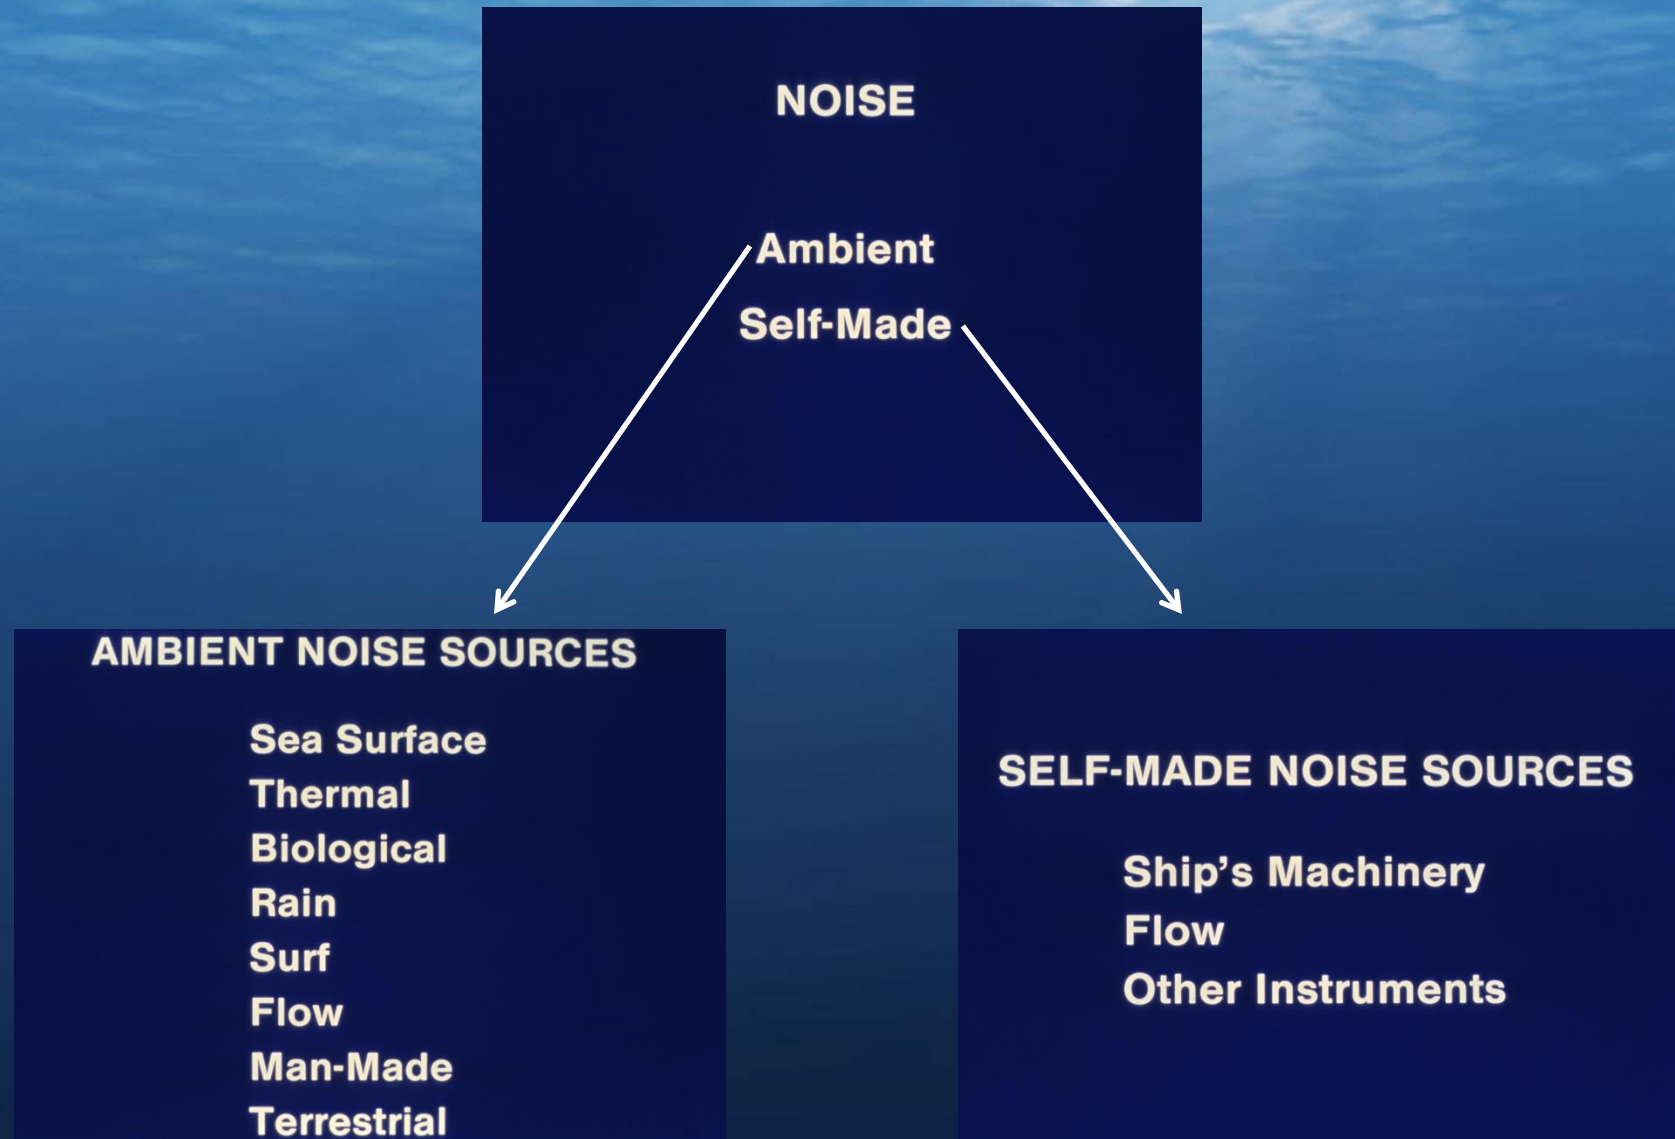 NOISE
Ambient
Self-Made
AMBIENT NOISE SOURCES
Sea Surface
Thermal
Biological
Rain
Surf
Flow
Man-Made
Terrestrial
SELF-MADE NOISE SOURCES
Ship’s Machinery
Flow
Other Instruments